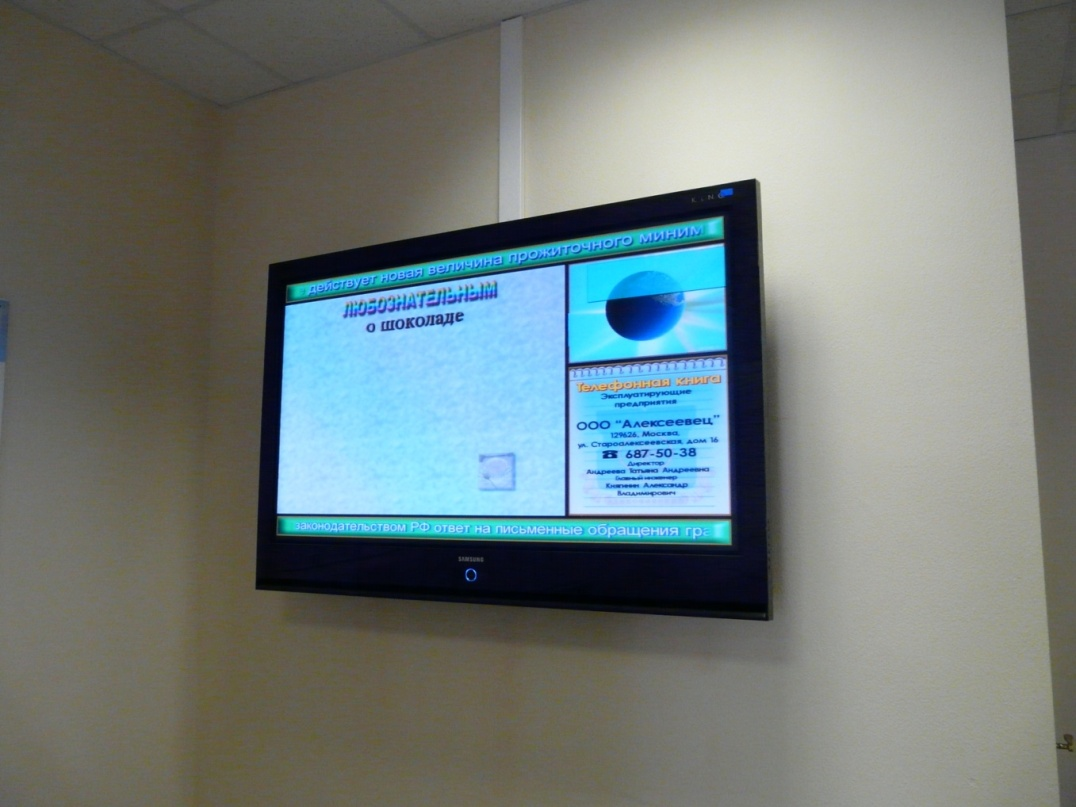 действует новая величина прожиточного миним
ЛЮБОЗНАТЕЛЬНЫМ
о шоколаде
Телефонная книга
Эксплуатирующие
предприятия
ООО "Алексеевец"
129626, Москва,
ул. Староалексеевская, дом 16
☎ 687-50-38
Директор
Андреева Татьяна Андреевна
Главный инженер
Княгинин Александр
Владимирович
законодательством РФ ответ на письменные обращения гра
SAMSUNG